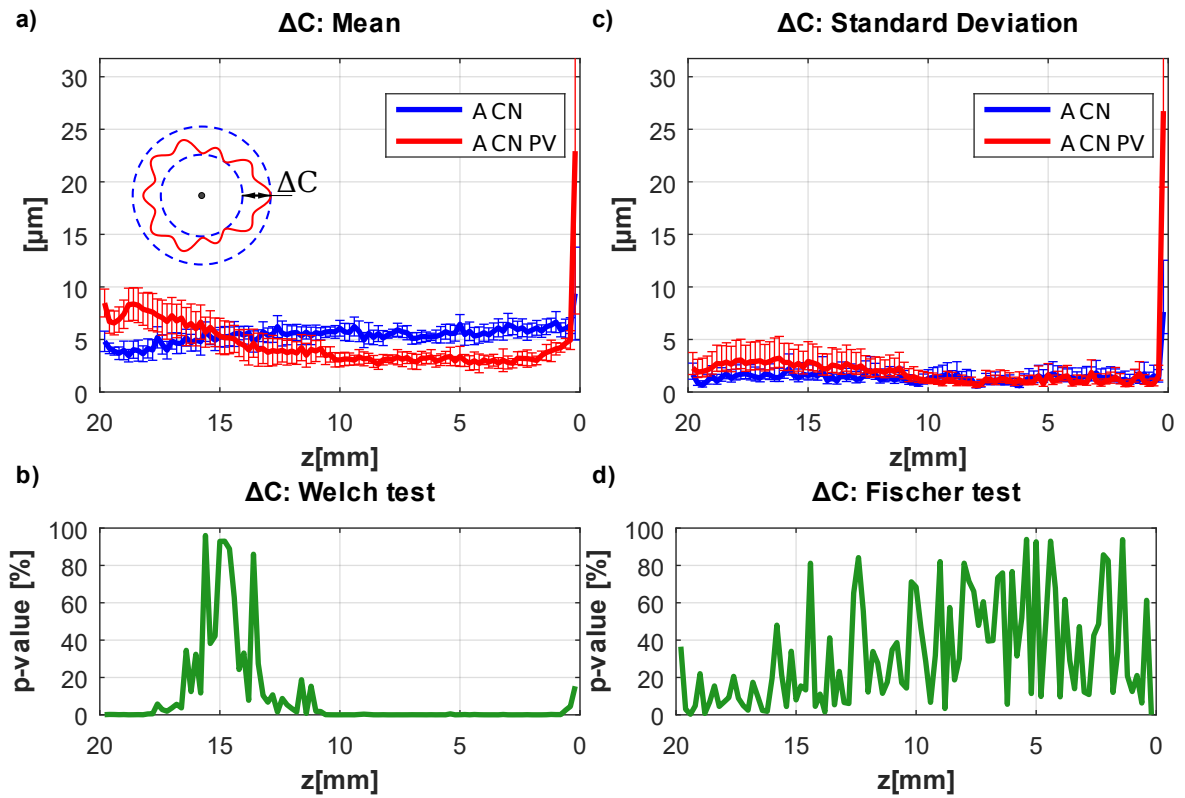 a)
ΔC: Mean
30
25
20
15
10
5
0
[µm]
A CN
A CN PV
ΔC
20
15
10
5
0
z[mm]
c)
ΔC: Standard Deviation
30
25
20
15
10
5
0
[µm]
A CN
A CN PV
20
15
10
5
0
z[mm]
b)
ΔC: Welch test
100
80
60
40
20
0
p-value [%]
20
15
10
5
0
z[mm]
d)
ΔC: Fischer test
100
80
60
40
20
0
p-value [%]
20
15
10
5
0
z[mm]